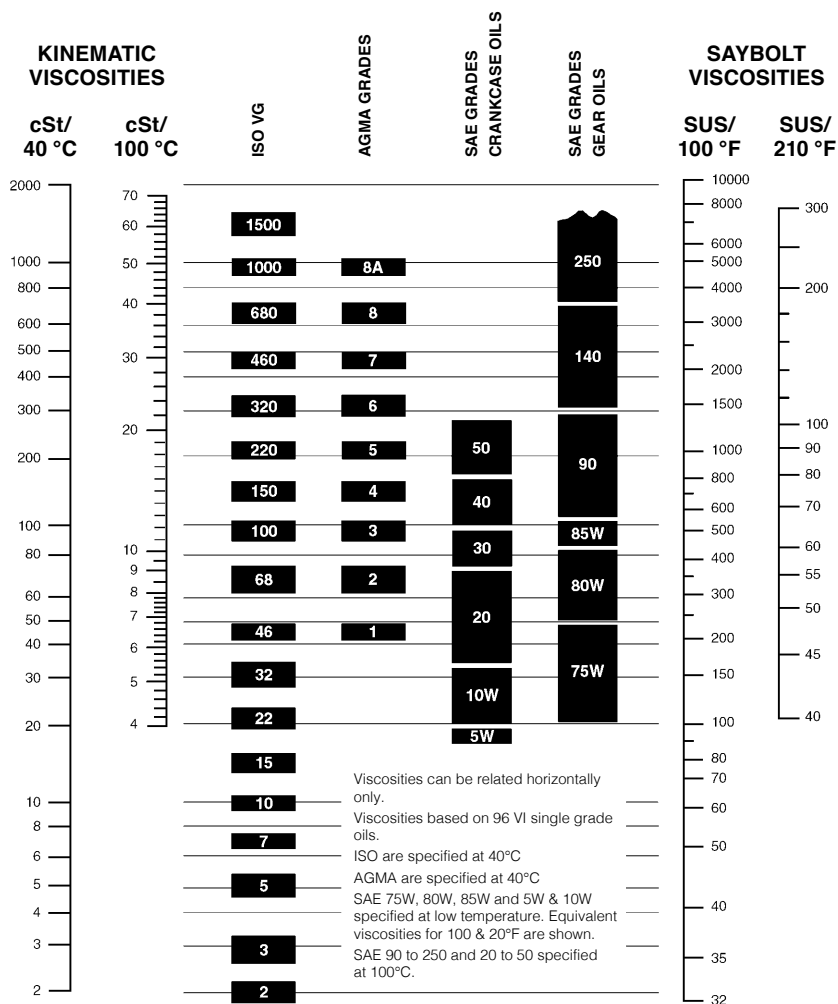 KINEMATIC
VISCOSITIES
cSt/
40 °C
cSt/
100 °C
ISO VG
AGMA GRADES
SAE GRADES
CRANKCASE OILS
SAE GRADES
GEAR OILS
SAYBOLT
VISCOSITIES
SUS/
100 °F
SUS/
210 °F
2000
1000
800
600
500
400
300
200
100
80
60
50
40
30
20
10
8
6
5
4
3
2
70
60
50
40
30
20
10
9
8
7
6
5
4
1500
1000
680
460
320
220
150
100
68
46
32
22
15
10
7
5
3
2
8A
8
7
6
5
4
3
2
1
50
40
30
20
10W
5W
250
140
90
85W
80W
75W
10000
8000
6000
5000
4000
3000
2000
1500
1000
800
600
500
400
300
200
150
100
80
70
60
50
40
35
32
300
200
100
90
80
70
60
55
50
45
40
Viscosities can be related horizontally
only.
Viscosities based on 96 VI single grade
oils.
ISO are specified at 40°C
AGMA are specified at 40°C
SAE 75W, 80W, 85W and 5W & 10W
specified at low temperature. Equivalent
viscosities for 100 & 20°F are shown.
SAE 90 to 250 and 20 to 50 specified
at 100°C.